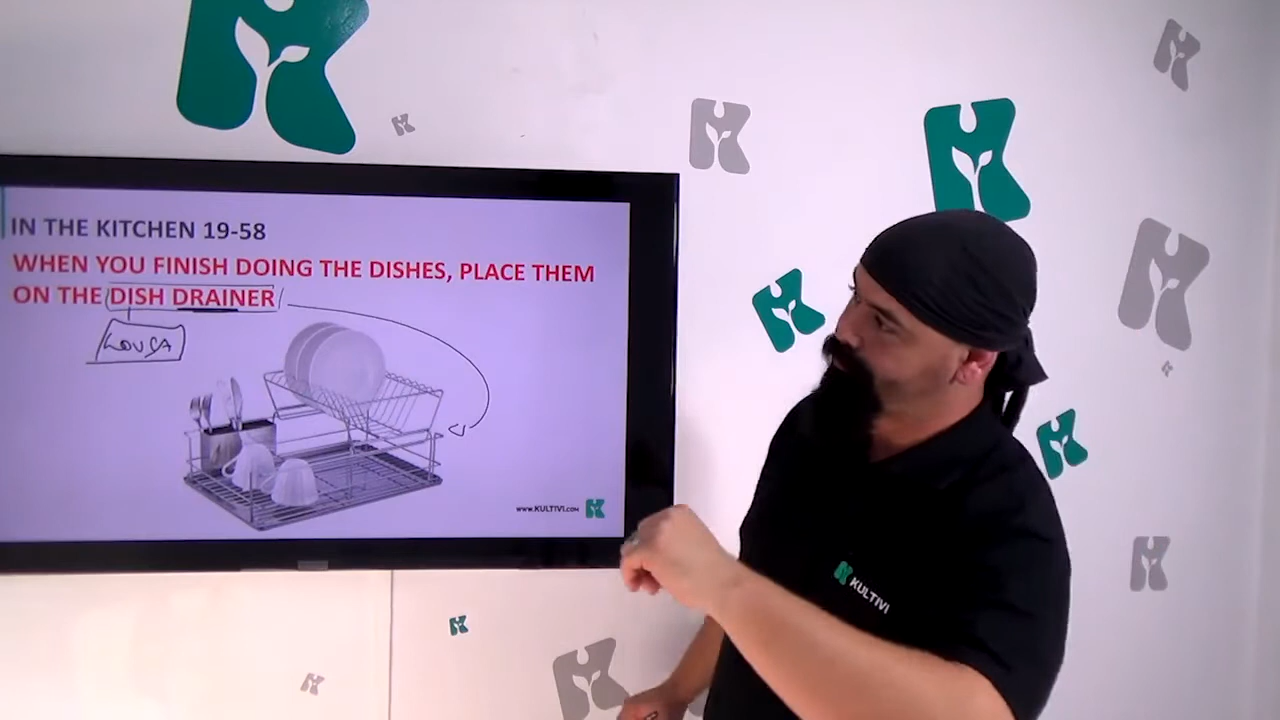 IN THE KITCHEN 19-58
WHEN YOU FINISH DOING THE DISHES, PLACE THEM
ON THE DISH DRAINER
LOUÇA
WWW.KULTIVI.COM
KULTIVI